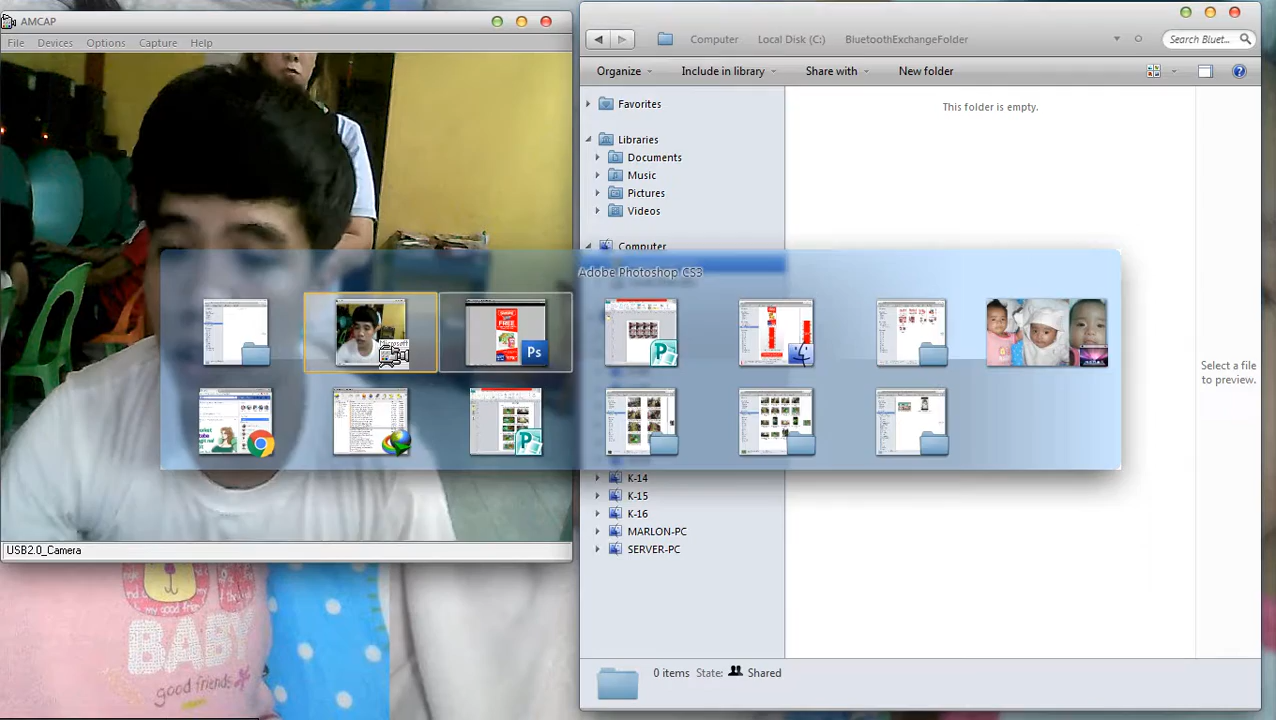 AMCAP
File Devices Options Capture Help
Computer Local Disk (C:) BluetoothExchangeFolder
Search Bluet...
Organize Include in library Share with New folder
Favorites
This folder is empty.
Libraries
Documents
Music
Pictures
Videos
Computer
Adobe Photoshop CS3
Microsoft
Ps
Select a file
to preview.
K-14
K-15
K-16
MARLON-PC
SERVER-PC
USB2.0_Camera
BABY
good friends
0 items State: Shared